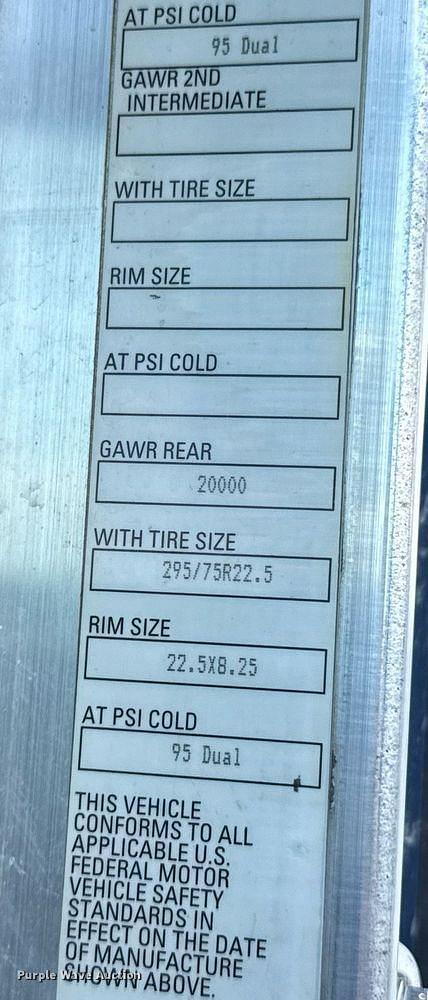 AT PSI COLD
95 Dual
GAWR 2ND
INTERMEDIATE
WITH TIRE SIZE
RIM SIZE
AT PSI COLD
GAWR REAR
20000
WITH TIRE SIZE
295/75R22.5
RIM SIZE
22.5X8.25
AT PSI COLD
95 Dual
THIS VEHICLE
CONFORMS TO ALL
APPLICABLE U.S.
FEDERAL MOTOR
VEHICLE SAFETY
STANDARDS IN
EFFECT ON THE DATE
OF MANUFACTURE
SHOWN ABOVE.
Purple Wave Auction